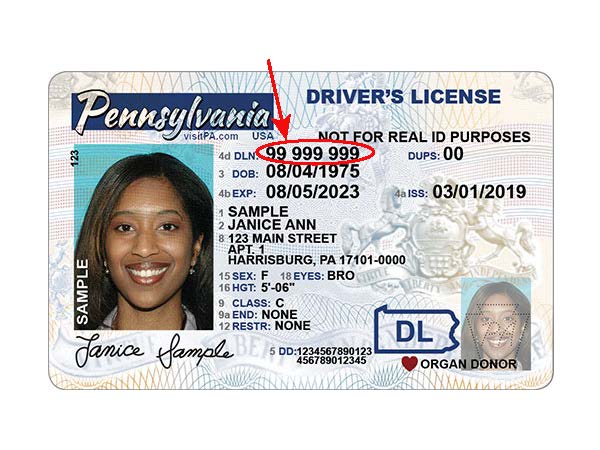 Pennsylvania
visitPA.com USA
DRIVER'S LICENSE
NOT FOR REAL ID PURPOSES
123
4d DLN: 99 999 999 DUPS: 00
3 DOB: 08/04/1975
4b EXP: 08/05/2023 4a ISS: 03/01/2019
1 SAMPLE
2 JANICE ANN
8 123 MAIN STREET
APT. 1
HARRISBURG, PA 17101-0000
15 SEX: F 18 EYES: BRO
16 HGT: 5'-06"
9 CLASS: C
9a END: NONE
12 RESTR: NONE
SAMPLE
Janice Sample
5 DD: 1234567890123
456789012345
DL
ORGAN DONOR